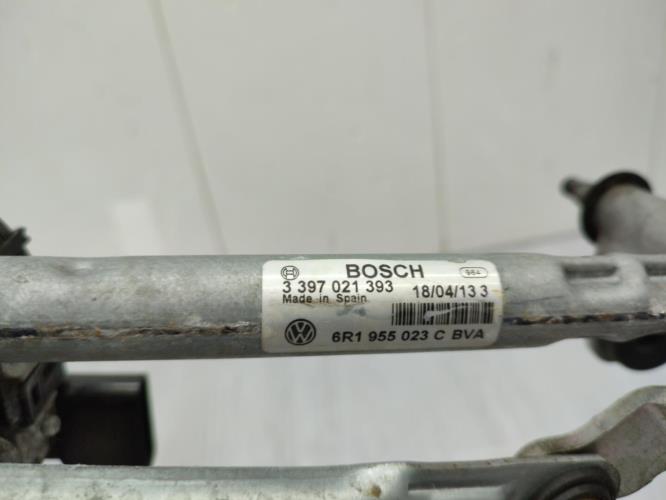 BOSCH 984
3 397 021 393 18/04/13 3
Made in Spain
6R1 955 023 C BVA